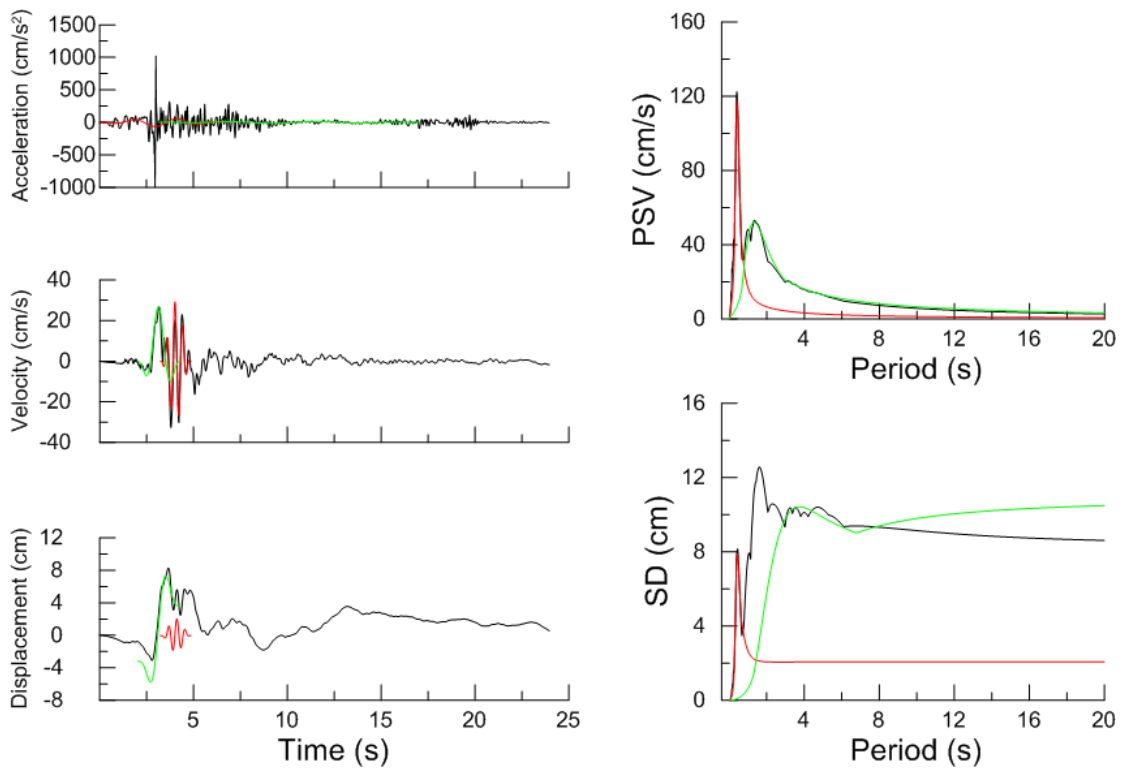 1500
1000
500
0
-500
-1000
Acceleration (cm/s²)
40
20
0
-20
-40
Velocity (cm/s)
12
8
4
0
-4
-8
Displacement (cm)
5 10 15 20 25
Time (s)
160
120
80
40
0
PSV (cm/s)
4 8 12 16 20
Period (s)
16
12
8
4
0
SD (cm)
4 8 12 16 20
Period (s)